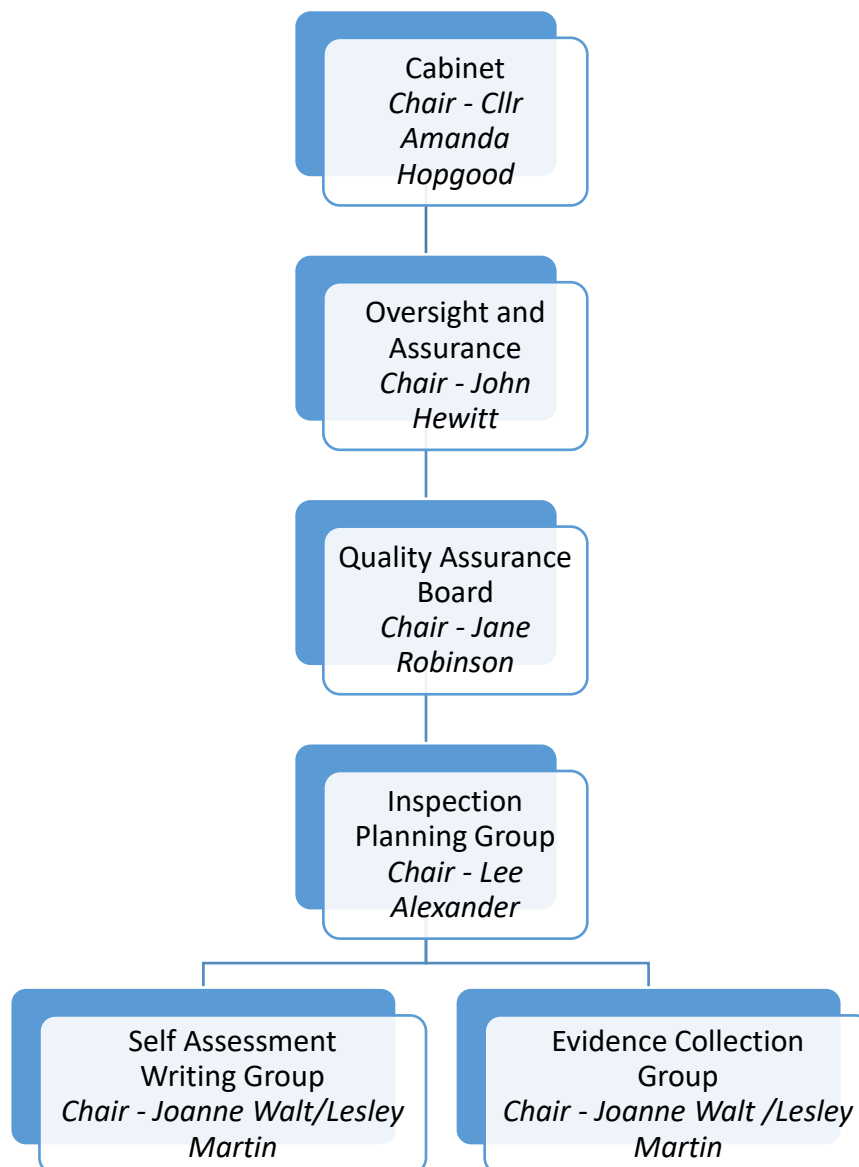 Cabinet
Chair - Cllr
Amanda
Hopgood
Oversight and
Assurance
Chair - John
Hewitt
Quality Assurance
Board
Chair - Jane
Robinson
Inspection
Planning Group
Chair - Lee
Alexander
Self Assessment
Writing Group
Chair - Joanne Walt/Lesley
Martin
Evidence Collection
Group
Chair - Joanne Walt /Lesley
Martin